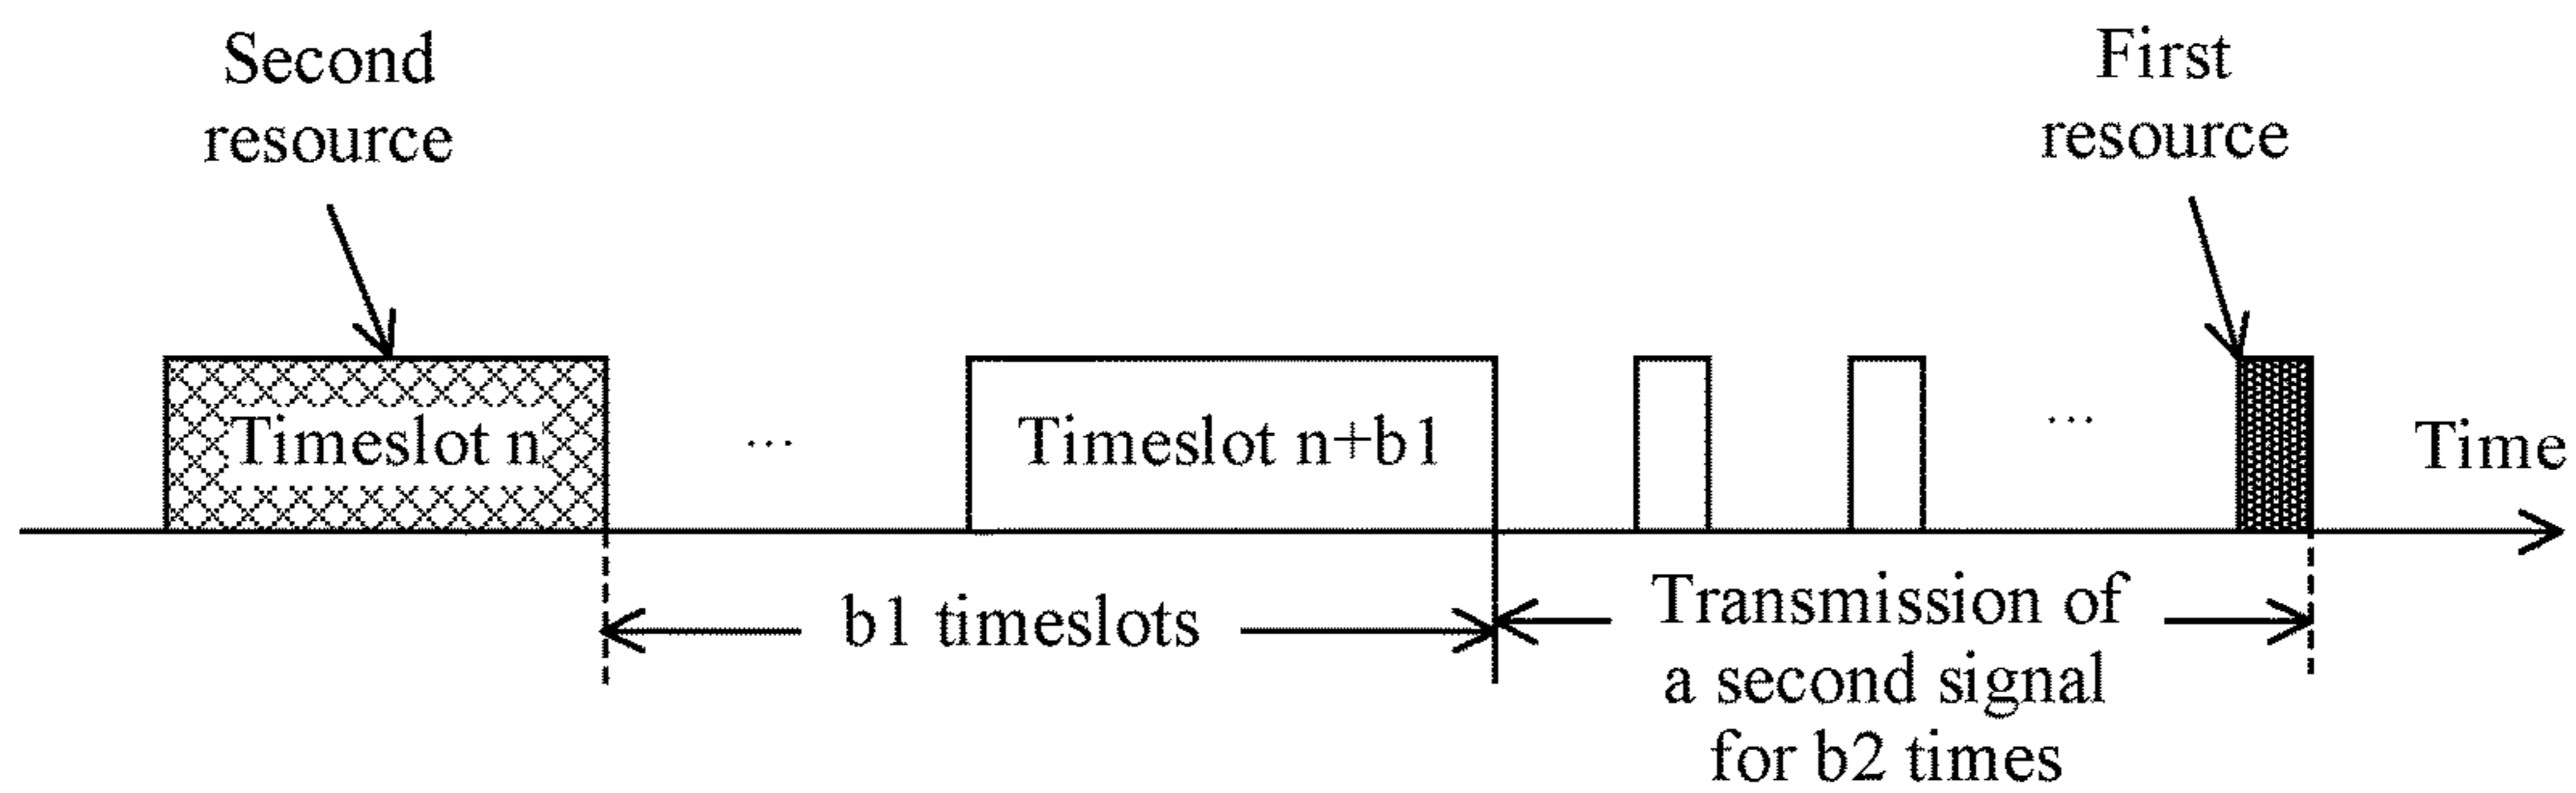 Second
resource
First
resource
Timeslot n
...
Timeslot n+b1
...
Time
b1 timeslots
Transmission of
a second signal
for b2 times